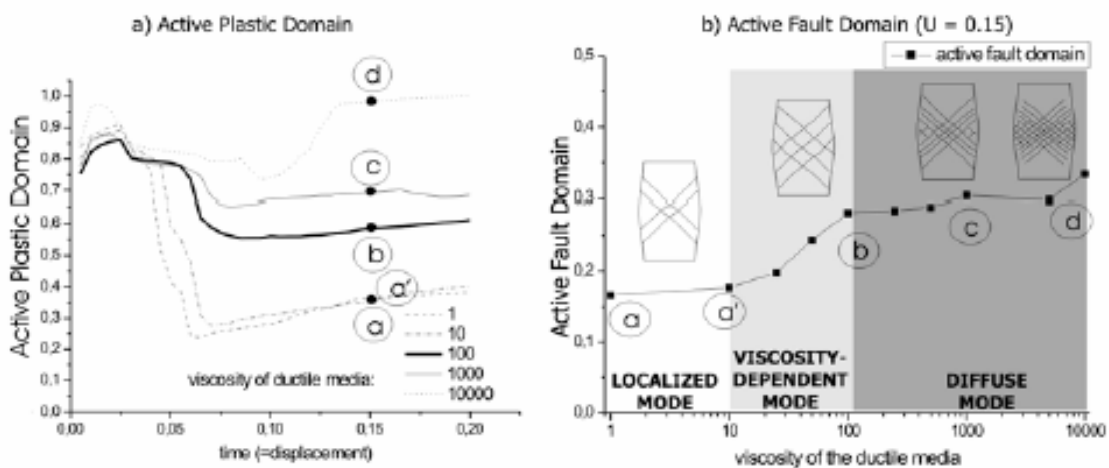 a) Active Plastic Domain
Active Plastic Domain
1,0
0,9
0,8
0,7
0,6
0,5
0,4
0,3
0,2
0,1
0,0
0,00
0,05
0,10
0,15
0,20
time (=displacement)
d
c
b
a'
a
viscosity of ductile media:
1
10
100
1000
10000
b) Active Fault Domain (U = 0.15)
active fault domain
Active Fault Domain
0,5
0,4
0,3
0,2
0,1
0,0
a
a'
b
c
d
LOCALIZED
MODE
VISCOSITY-
DEPENDENT
MODE
DIFFUSE
MODE
1
10
100
1000
10000
viscosity of the ductile media